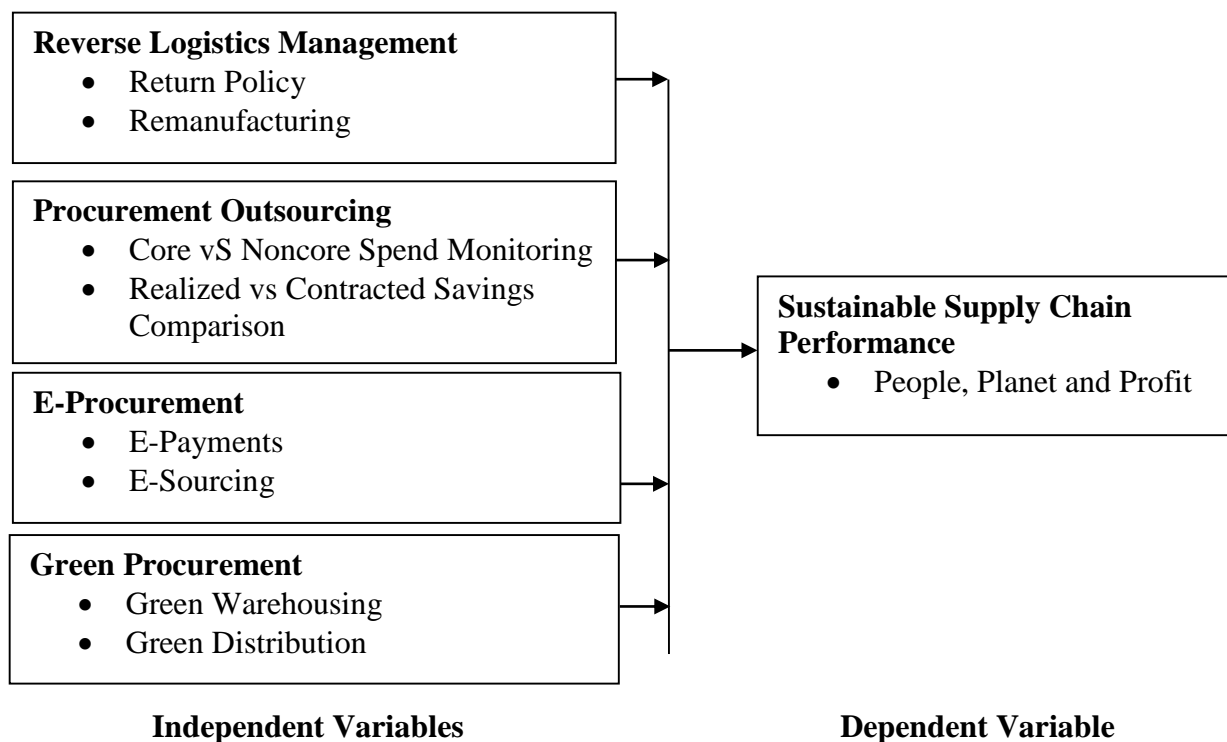 Reverse Logistics Management
• Return Policy
• Remanufacturing
Procurement Outsourcing
• Core vS Noncore Spend Monitoring
• Realized vs Contracted Savings
Comparison
E-Procurement
• E-Payments
• E-Sourcing
Green Procurement
• Green Warehousing
• Green Distribution
Sustainable Supply Chain
Performance
• People, Planet and Profit
Independent Variables
Dependent Variable